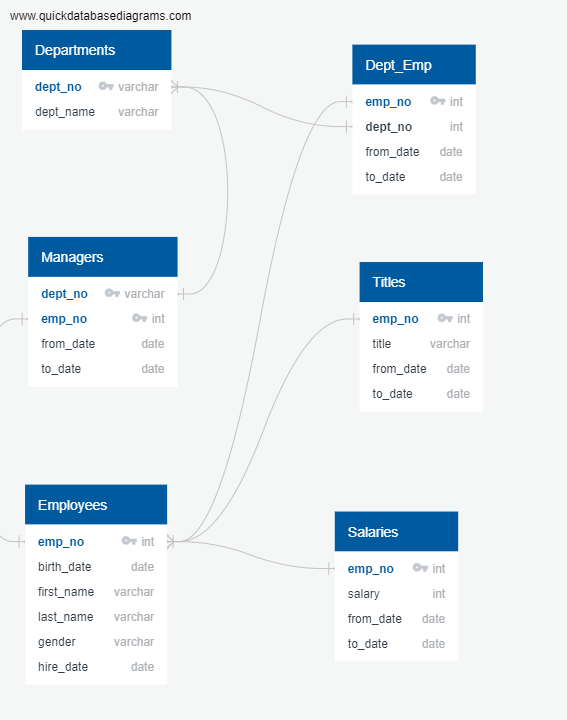 www.quickdatabasediagrams.com
Departments
dept_no varchar
dept_name varchar
Dept_Emp
emp_no int
dept_no int
from_date date
to_date date
Managers
dept_no varchar
emp_no int
from_date date
to_date date
Titles
emp_no int
title varchar
from_date date
to_date date
Employees
emp_no int
birth_date date
first_name varchar
last_name varchar
gender varchar
hire_date date
Salaries
emp_no int
salary int
from_date date
to_date date